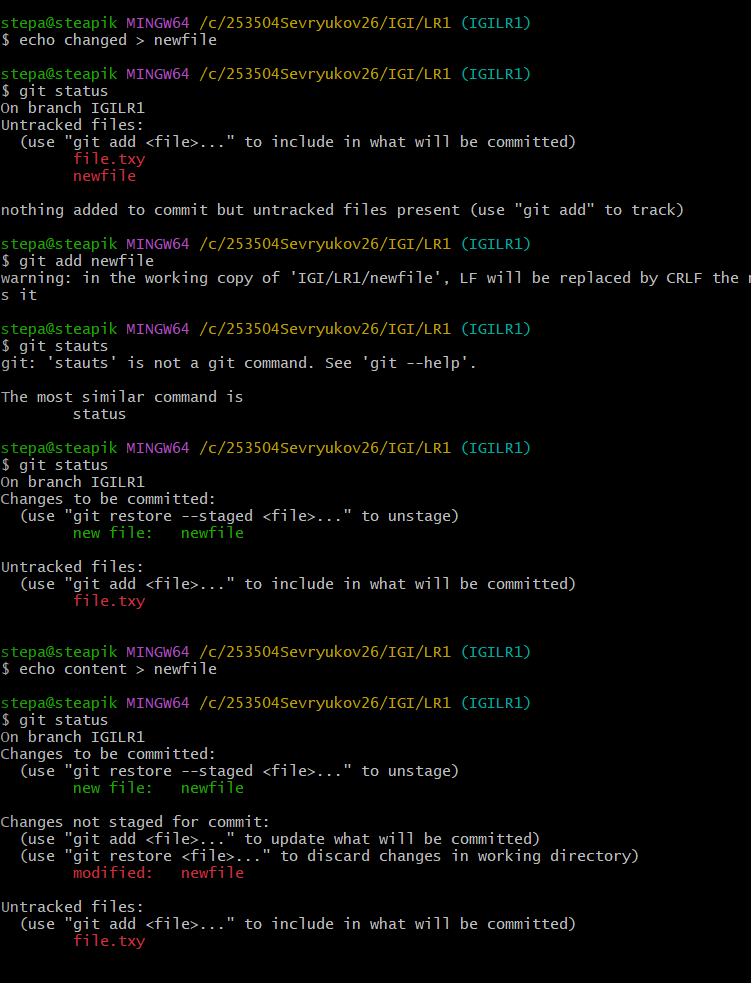 stepa@steapik MINGW64 /c/253504Sevryukov26/IGI/LR1 (IGILR1)
$ echo changed > newfile
stepa@steapik MINGW64 /c/253504Sevryukov26/IGI/LR1 (IGILR1)
$ git status
On branch IGILR1
Untracked files:
  (use "git add <file>..." to include in what will be committed)
        file.txy
        newfile
nothing added to commit but untracked files present (use "git add" to track)
stepa@steapik MINGW64 /c/253504Sevryukov26/IGI/LR1 (IGILR1)
$ git add newfile
warning: in the working copy of 'IGI/LR1/newfile', LF will be replaced by CRLF the
s it
stepa@steapik MINGW64 /c/253504Sevryukov26/IGI/LR1 (IGILR1)
$ git stauts
git: 'stauts' is not a git command. See 'git --help'.
The most similar command is
        status
stepa@steapik MINGW64 /c/253504Sevryukov26/IGI/LR1 (IGILR1)
$ git status
On branch IGILR1
Changes to be committed:
  (use "git restore --staged <file>..." to unstage)
        new file:   newfile
Untracked files:
  (use "git add <file>..." to include in what will be committed)
        file.txy
stepa@steapik MINGW64 /c/253504Sevryukov26/IGI/LR1 (IGILR1)
$ echo content > newfile
stepa@steapik MINGW64 /c/253504Sevryukov26/IGI/LR1 (IGILR1)
$ git status
On branch IGILR1
Changes to be committed:
  (use "git restore --staged <file>..." to unstage)
        new file:   newfile
Changes not staged for commit:
  (use "git add <file>..." to update what will be committed)
  (use "git restore <file>..." to discard changes in working directory)
        modified:   newfile
Untracked files:
  (use "git add <file>..." to include in what will be committed)
        file.txy